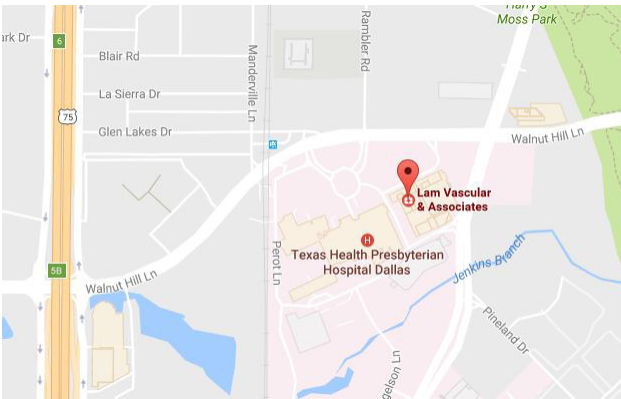 Harry S
Moss Park
ark Dr
6
Blair Rd
Manderville Ln
Rambler Rd
La Sierra Dr
75
Glen Lakes Dr
Walnut Hill Ln
Lam Vascular
& Associates
H
Texas Health Presbyterian
Hospital Dallas
Perot Ln
Jenkins Branch
5B
Walnut Hill Ln
Pineland Dr
gelson Ln